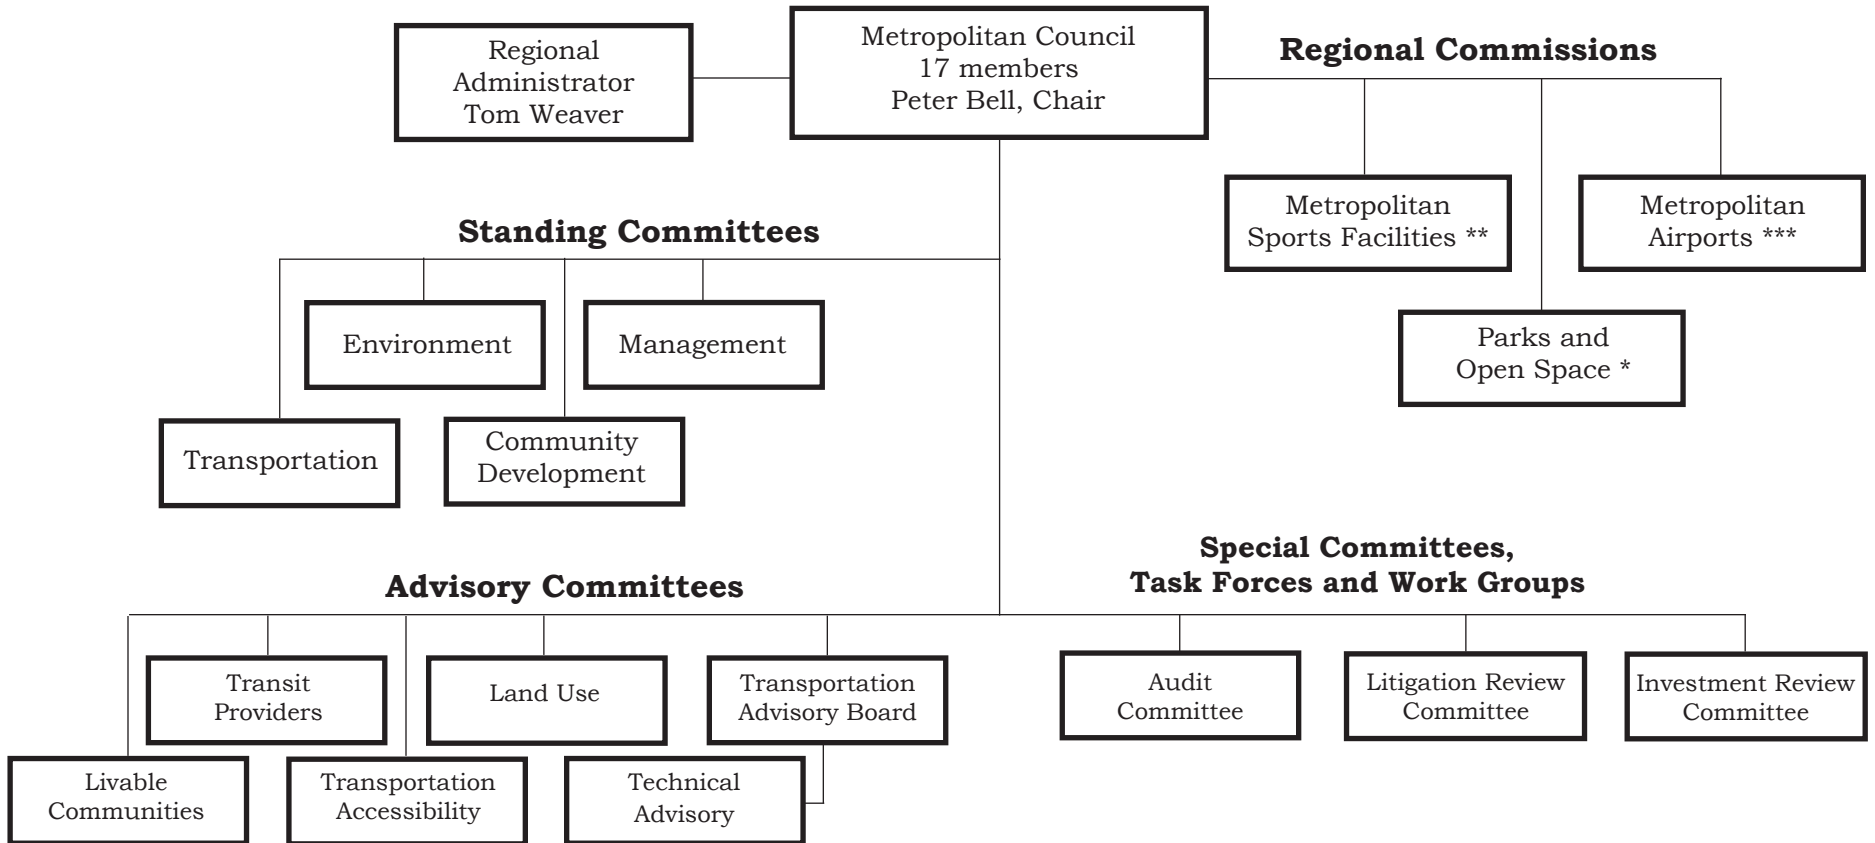 Regional
Administrator
Tom Weaver
Metropolitan Council
17 members
Peter Bell, Chair
Regional Commissions
Metropolitan
Sports Facilities **
Metropolitan
Airports ***
Parks and
Open Space *
Standing Committees
Environment
Management
Transportation
Community
Development
Advisory Committees
Transit
Providers
Land Use
Transportation
Advisory Board
Livable
Communities
Transportation
Accessibility
Technical
Advisory
Special Committees,
Task Forces and Work Groups
Audit
Committee
Litigation Review
Committee
Investment Review
Committee